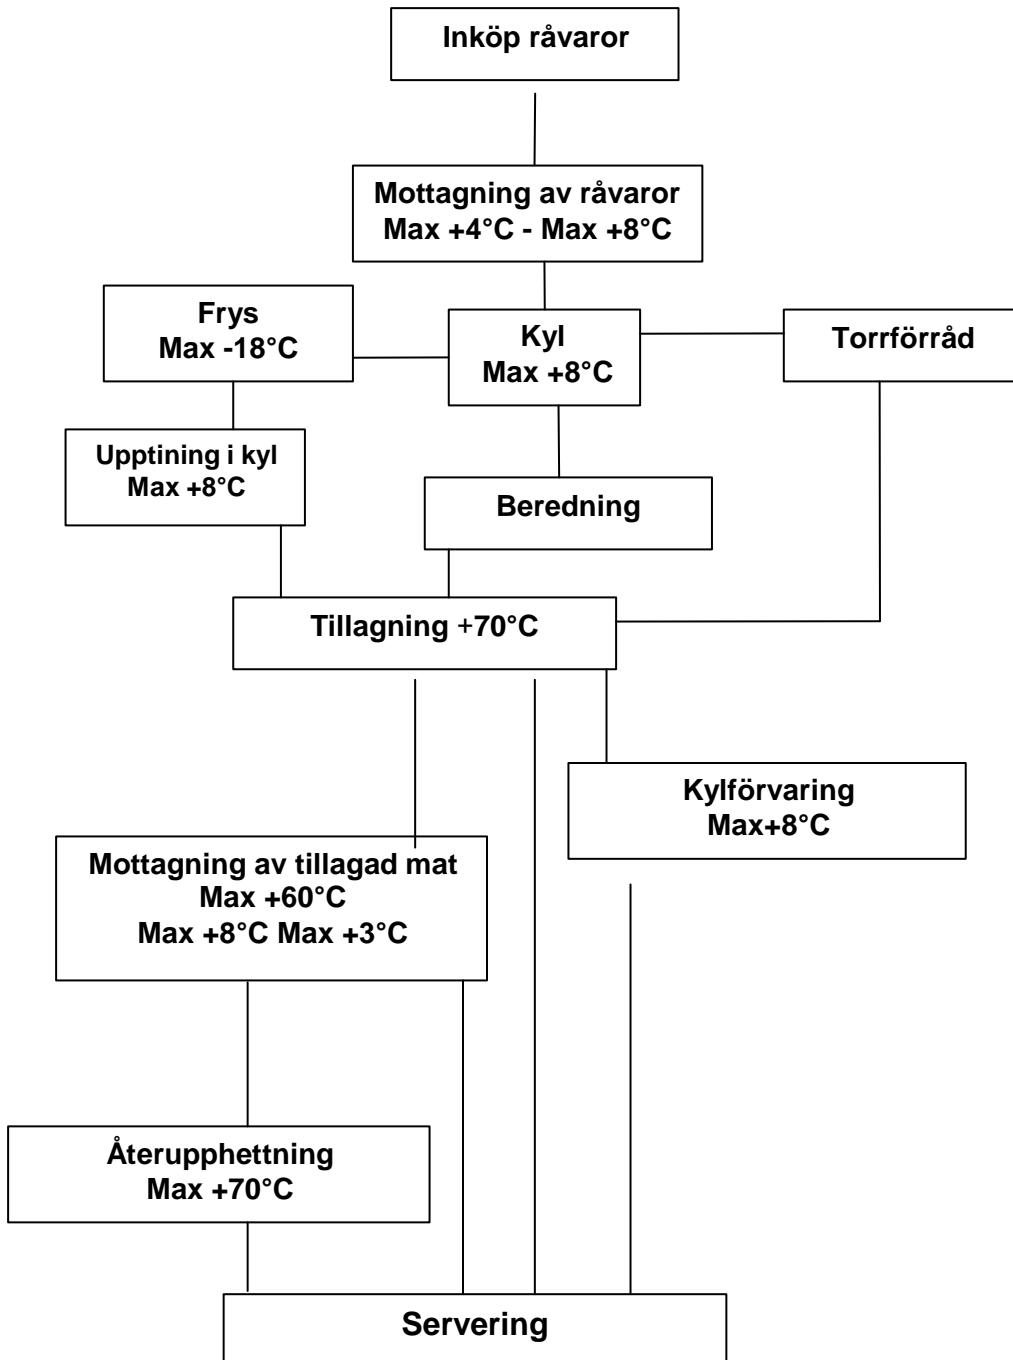 Inköp råvaror
Mottagning av råvaror
Max +4°C - Max +8°C
Frys
Max -18°C
Kyl
Max +8°C
Torrförråd
Upptining i kyl
Max +8°C
Beredning
Tillagning +70°C
Kylförvaring
Max+8°C
Mottagning av tillagad mat
Max +60°C
Max +8°C Max +3°C
Återupphettning
Max +70°C
Servering